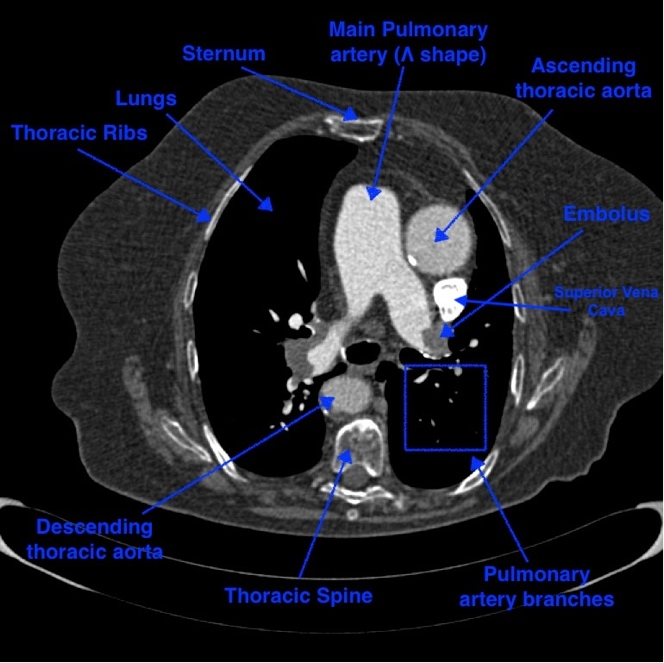 Main Pulmonary
artery (Λ shape)
Sternum
Ascending
thoracic aorta
Lungs
Thoracic Ribs
Embolus
Superior Vena
Cava
Descending
thoracic aorta
Thoracic Spine
Pulmonary
artery branches